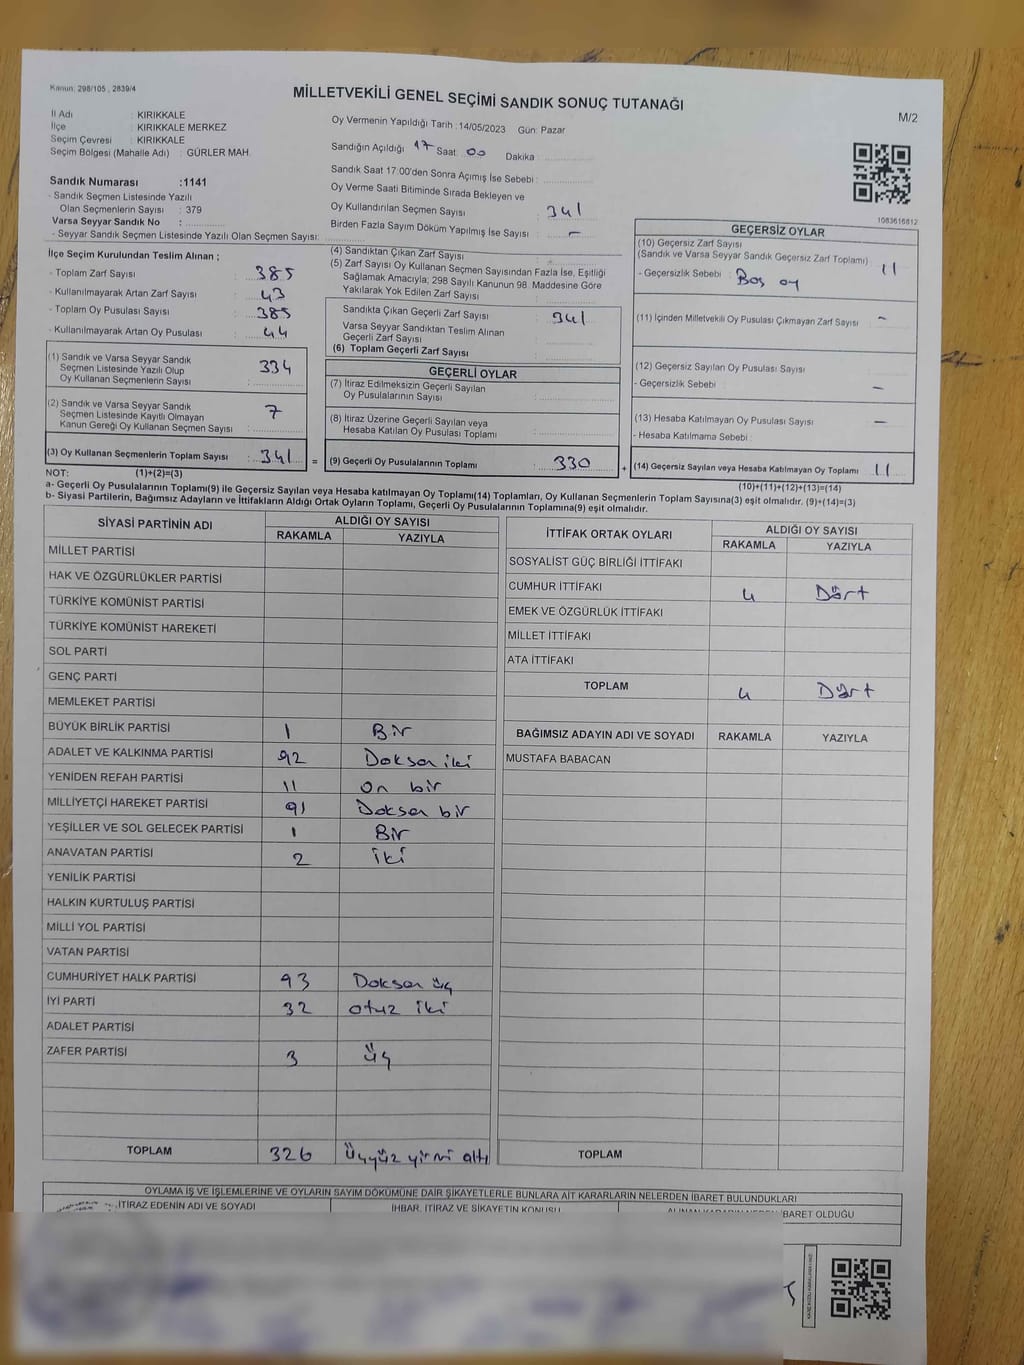 Kanun: 298/105 , 2839/4
MİLLETVEKİLİ GENEL SEÇİMİ SANDIK SONUÇ TUTANAĞI
M/2
İl Adı : KIRIKKALE
İlçe : KIRIKKALE MERKEZ
Seçim Çevresi : KIRIKKALE
Seçim Bölgesi (Mahalle Adı) : GÜRLER MAH.
Sandık Numarası :1141
- Sandık Seçmen Listesinde Yazılı
Olan Seçmenlerin Sayısı : 379
Varsa Seyyar Sandık No :
- Seyyar Sandık Seçmen Listesinde Yazılı Olan Seçmen Sayısı:
Oy Vermenin Yapıldığı Tarih :14/05/2023 Gün: Pazar
Sandığın Açıldığı 17 Saat: 00 Dakika
Sandık Saat 17:00'den Sonra Açımış İse Sebebi :
Oy Verme Saati Bitiminde Sırada Bekleyen ve
Oy Kullandırılan Seçmen Sayısı : 341
Birden Fazla Sayım Döküm Yapılmış İse Sayısı : -
1083616812
İlçe Seçim Kurulundan Teslim Alınan ;
- Toplam Zarf Sayısı : 385
- Kullanılmayarak Artan Zarf Sayısı : 43
- Toplam Oy Pusulası Sayısı : 385
- Kullanılmayarak Artan Oy Pusulası : 44
(1) Sandık ve Varsa Seyyar Sandık
Seçmen Listesinde Yazılı Olup
Oy Kullanan Seçmenlerin Sayısı : 334
(2) Sandık ve Varsa Seyyar Sandık
Seçmen Listesinde Kayıtlı Olmayan
Kanun Gereği Oy Kullanan Seçmen Sayısı : 7
(3) Oy Kullanan Seçmenlerin Toplam Sayısı : 341 =
(4) Sandıktan Çıkan Zarf Sayısı :
(5) Zarf Sayısı Oy Kullanan Seçmen Sayısından Fazla İse, Eşitliği
Sağlamak Amacıyla; 298 Sayılı Kanunun 98. Maddesine Göre
Yakılarak Yok Edilen Zarf Sayısı :
Sandıkta Çıkan Geçerli Zarf Sayısı : 341
Varsa Seyyar Sandıktan Teslim Alınan
Geçerli Zarf Sayısı :
(6) Toplam Geçerli Zarf Sayısı :
GEÇERLİ OYLAR
(7) İtiraz Edilmeksizin Geçerli Sayılan
Oy Pusulalarının Sayısı :
(8) İtiraz Üzerine Geçerli Sayılan veya
Hesaba Katılan Oy Pusulası Toplamı :
(9) Geçerli Oy Pusulalarının Toplamı : 330 +
GEÇERSİZ OYLAR
(10) Geçersiz Zarf Sayısı
(Sandık ve Varsa Seyyar Sandık Geçersiz Zarf Toplamı) : 11
- Geçersizlik Sebebi : Boş oy
(11) İçinden Milletvekili Oy Pusulası Çıkmayan Zarf Sayısı : -
(12) Geçersiz Sayılan Oy Pusulası Sayısı :
- Geçersizlik Sebebi : -
(13) Hesaba Katılmayan Oy Pusulası Sayısı : -
- Hesaba Katılmama Sebebi :
(14) Geçersiz Sayılan veya Hesaba Katılmayan Oy Toplamı : 11
NOT: (1)+(2)=(3)
(10)+(11)+(12)+(13)=(14)
a- Geçerli Oy Pusulalarının Toplamı(9) ile Geçersiz Sayılan veya Hesaba katılmayan Oy Toplamı(14) Toplamları, Oy Kullanan Seçmenlerin Toplam Sayısına(3) eşit olmalıdır. (9)+(14)=(3)
b- Siyasi Partilerin, Bağımsız Adayların ve İttifakların Aldığı Ortak Oyların Toplamı, Geçerli Oy Pusulalarının Toplamına(9) eşit olmalıdır.
SİYASİ PARTİNİN ADI ALDIĞI OY SAYISI
RAKAMLA YAZIYLA
MİLLET PARTİSİ
HAK VE ÖZGÜRLÜKLER PARTİSİ
TÜRKİYE KOMÜNİST PARTİSİ
TÜRKİYE KOMÜNİST HAREKETİ
SOL PARTİ
GENÇ PARTİ
MEMLEKET PARTİSİ
BÜYÜK BİRLİK PARTİSİ 1 Bir
ADALET VE KALKINMA PARTİSİ 92 Doksan iki
YENİDEN REFAH PARTİSİ 11 on bir
MİLLİYETÇİ HAREKET PARTİSİ 91 Doksan bir
YEŞİLLER VE SOL GELECEK PARTİSİ 1 Bir
ANAVATAN PARTİSİ 2 iki
YENİLİK PARTİSİ
HALKIN KURTULUŞ PARTİSİ
MİLLİ YOL PARTİSİ
VATAN PARTİSİ
CUMHURİYET HALK PARTİSİ 93 Doksan üç
İYİ PARTİ 32 otuz iki
ADALET PARTİSİ
ZAFER PARTİSİ 3 üç
TOPLAM 326 üçyüz yirmi altı
İTTİFAK ORTAK OYLARI ALDIĞI OY SAYISI
RAKAMLA YAZIYLA
SOSYALİST GÜÇ BİRLİĞİ İTTİFAKI
CUMHUR İTTİFAKI 4 Dört
EMEK VE ÖZGÜRLÜK İTTİFAKI
MİLLET İTTİFAKI
ATA İTTİFAKI
TOPLAM 4 Dört
BAĞIMSIZ ADAYIN ADI VE SOYADI RAKAMLA YAZIYLA
MUSTAFA BABACAN
TOPLAM
OYLAMA İŞ VE İŞLEMLERİNE VE OYLARIN SAYIM DÖKÜMÜNE DAİR ŞİKAYETLERLE BUNLARA AİT KARARLARIN NELERDEN İBARET BULUNDUKLARI
İTİRAZ EDENİN ADI VE SOYADI İHBAR, İTİRAZ VE ŞİKAYETİN KONUSU ALINAN KARARIN NEDEN İBARET OLDUĞU